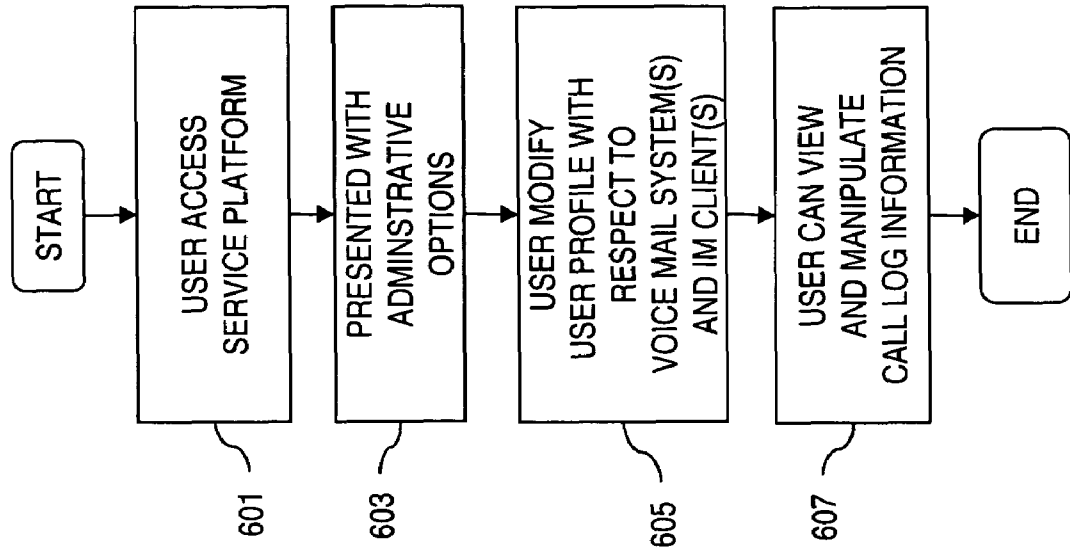 START
USER ACCESS
SERVICE PLATFORM
601
PRESENTED WITH
ADMINSTRATIVE
OPTIONS
603
USER MODIFY
USER PROFILE WITH
RESPECT TO
VOICE MAIL SYSTEM(S)
AND IM CLIENT(S)
605
USER CAN VIEW
AND MANIPULATE
CALL LOG INFORMATION
607
END